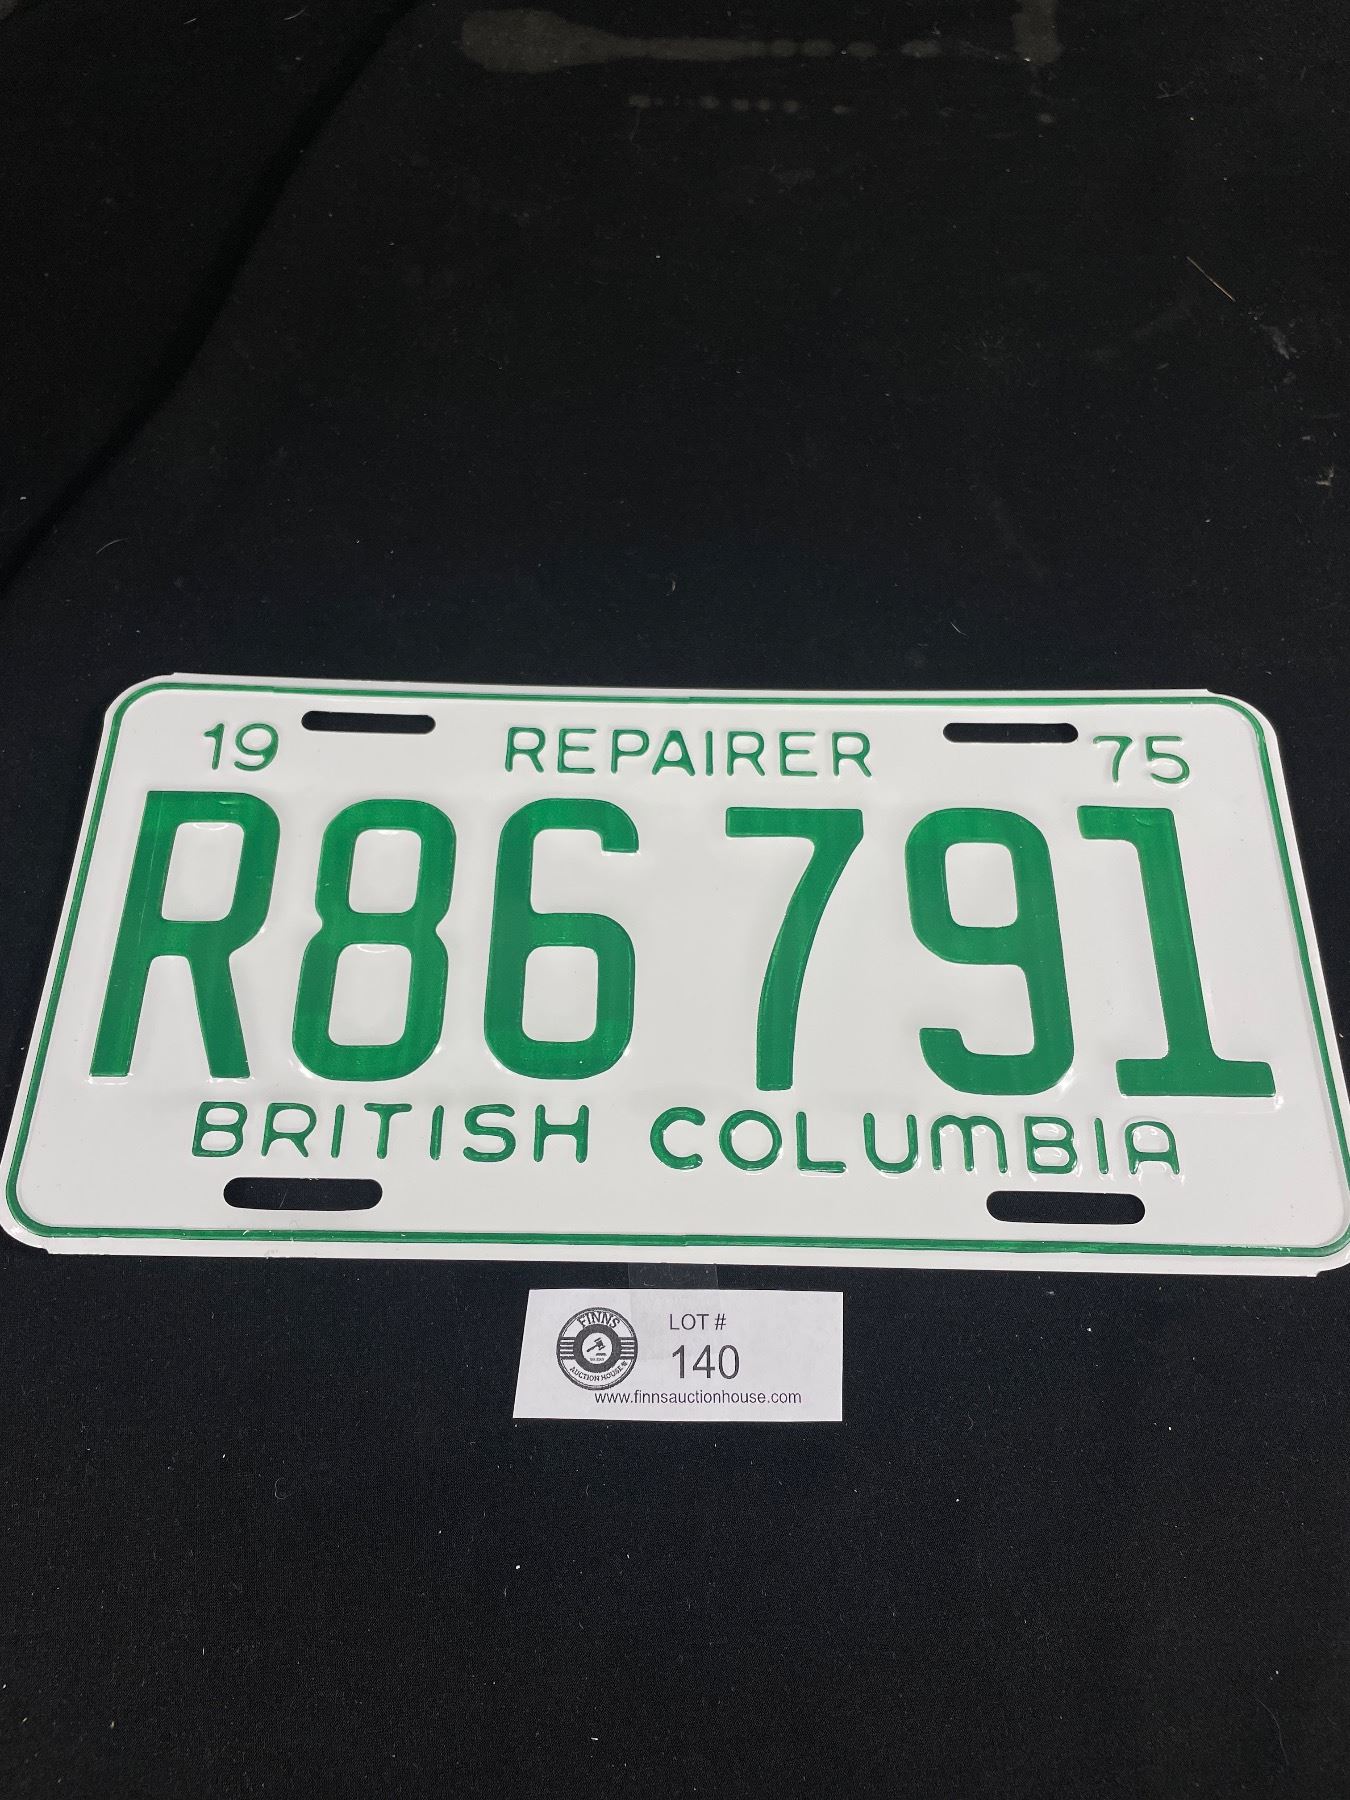 19 REPAIRER 75
R86 791
BRITISH COLUMBIA
FINNS
AUCTION HOUSE
LOT #
140
www.finnsauctionhouse.com